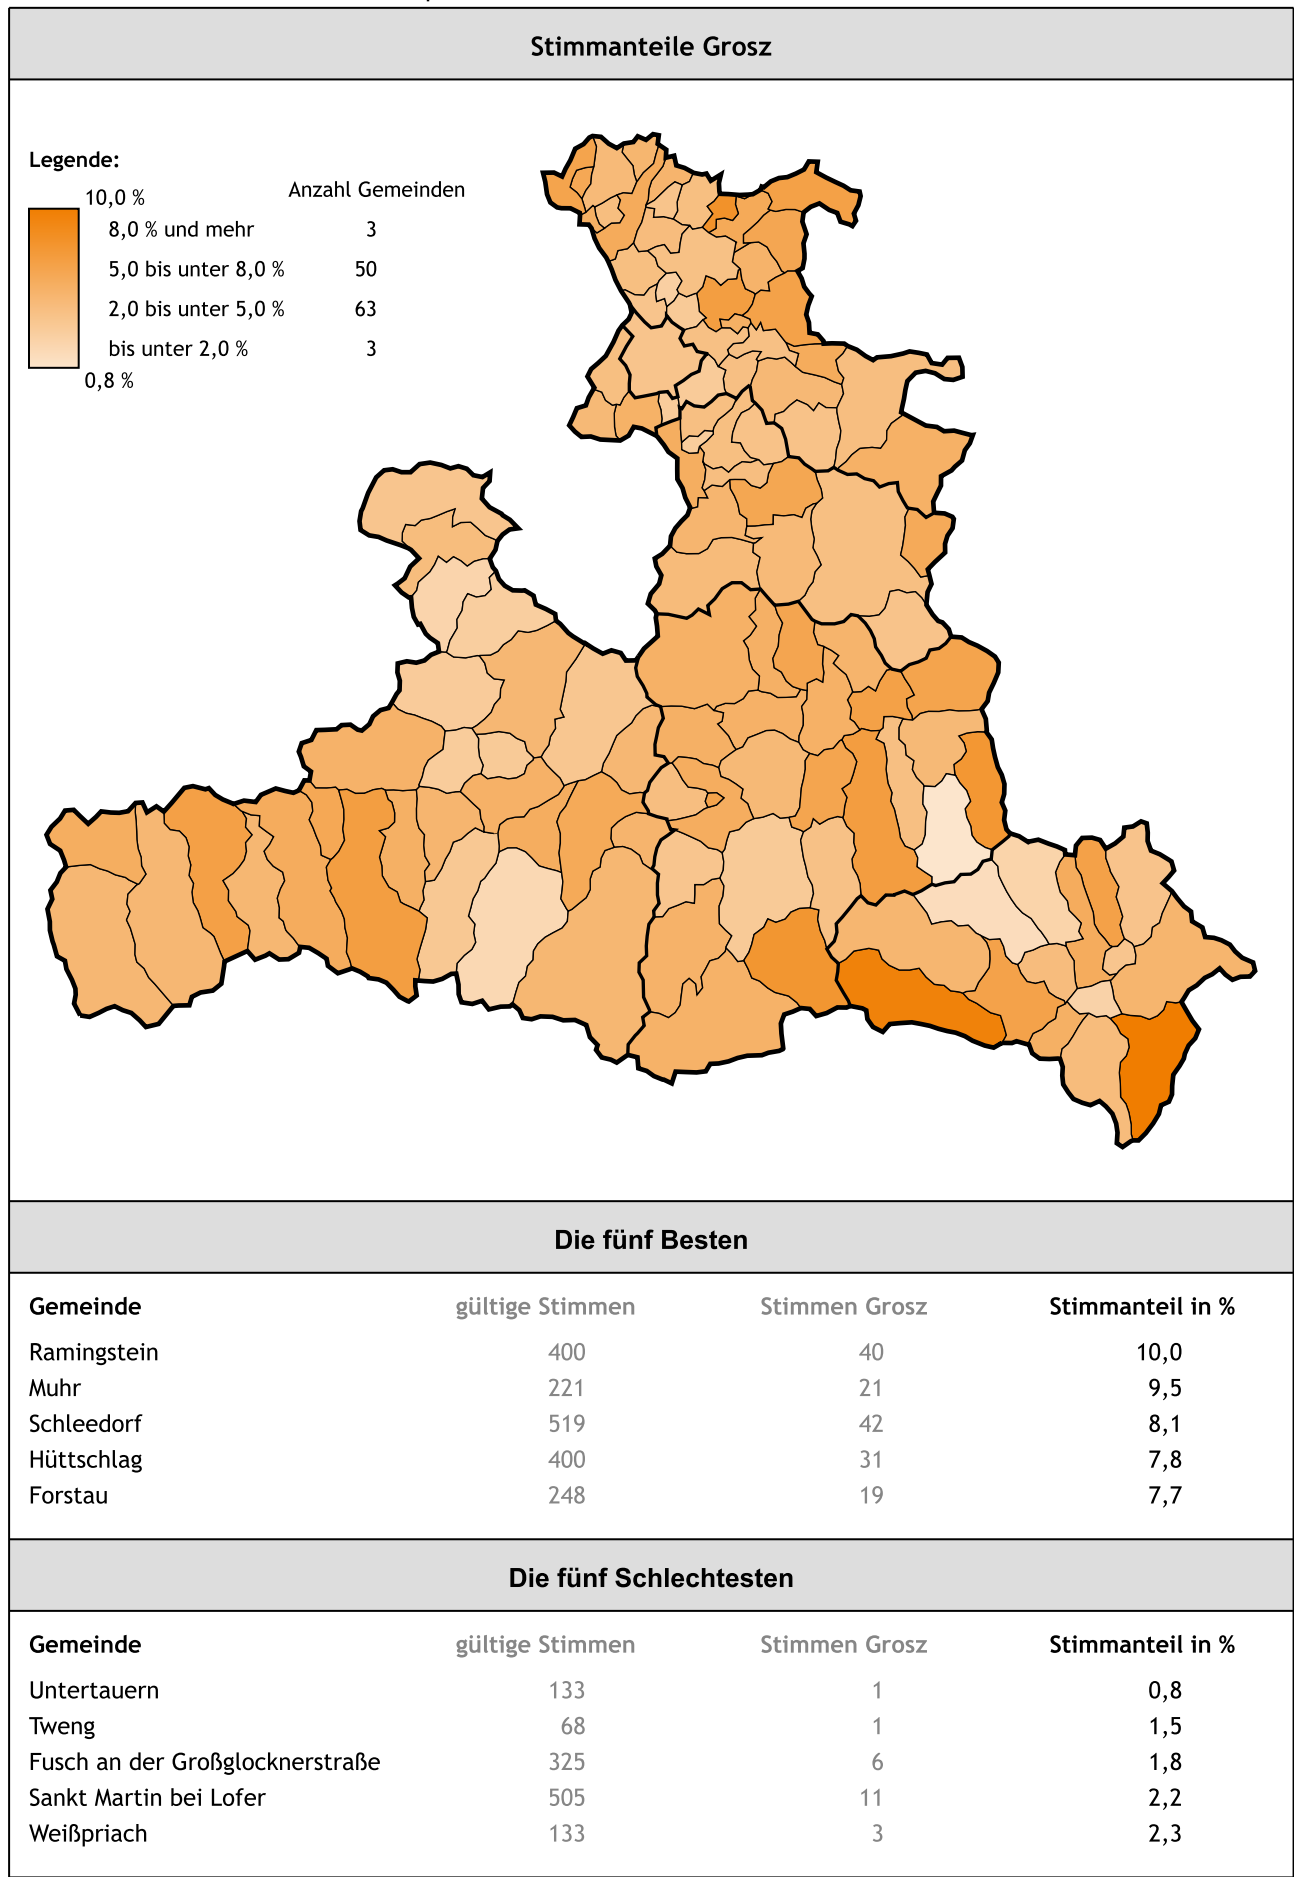 Stimmanteile Grosz
Legende:
Anzahl Gemeinden
10,0 %
8,0 % und mehr 3
5,0 bis unter 8,0 % 50
2,0 bis unter 5,0 % 63
bis unter 2,0 % 3
0,8 %
Die fünf Besten
Gemeinde gültige Stimmen Stimmen Grosz Stimmanteil in %
Ramingstein 400 40 10,0
Muhr 221 21 9,5
Schleedorf 519 42 8,1
Hüttschlag 400 31 7,8
Forstau 248 19 7,7
Die fünf Schlechtesten
Gemeinde gültige Stimmen Stimmen Grosz Stimmanteil in %
Untertauern 133 1 0,8
Tweng 68 1 1,5
Fusch an der Großglocknerstraße 325 6 1,8
Sankt Martin bei Lofer 505 11 2,2
Weißpriach 133 3 2,3